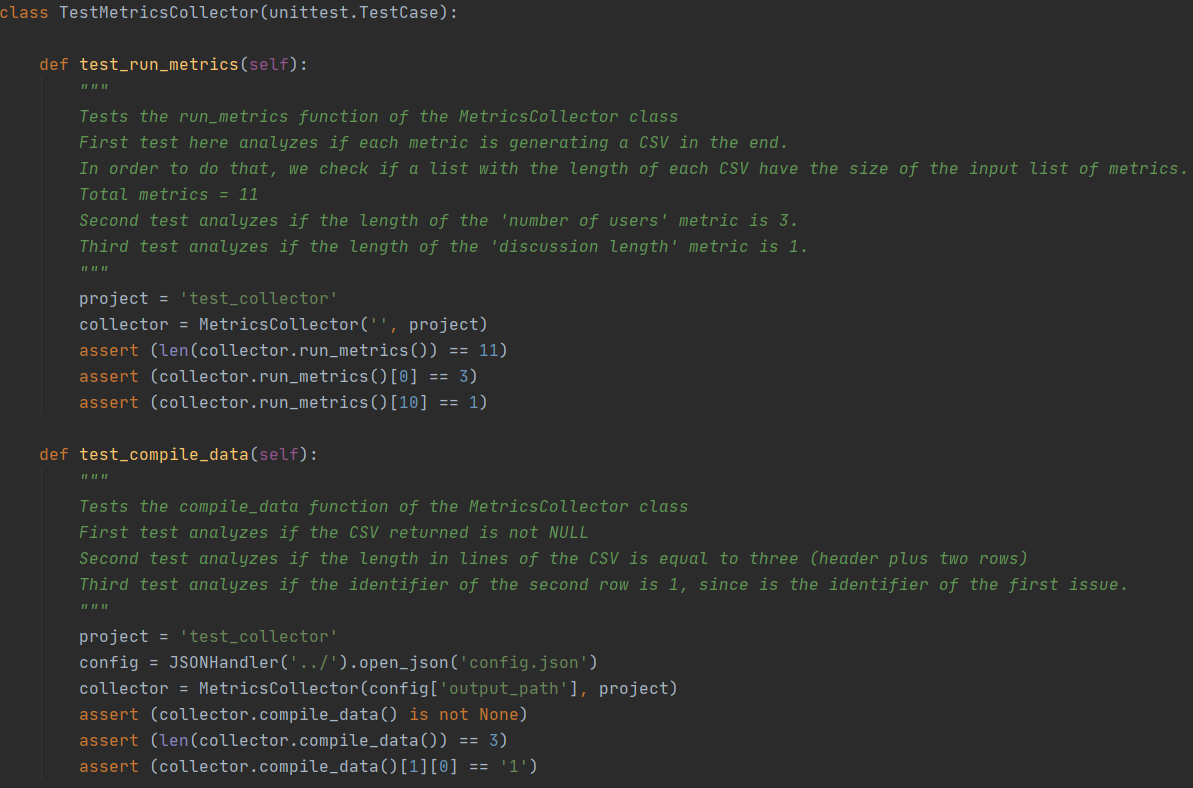 class TestMetricsCollector(unittest.TestCase):
    def test_run_metrics(self):
        """
        Tests the run_metrics function of the MetricsCollector class
        First test here analyzes if each metric is generating a CSV in the end.
        In order to do that, we check if a list with the length of each CSV have the size of the input list of metrics.
        Total metrics = 11
        Second test analyzes if the length of the 'number of users' metric is 3.
        Third test analyzes if the length of the 'discussion length' metric is 1.
        """
        project = 'test_collector'
        collector = MetricsCollector('', project)
        assert (len(collector.run_metrics()) == 11)
        assert (collector.run_metrics()[0] == 3)
        assert (collector.run_metrics()[10] == 1)
    def test_compile_data(self):
        """
        Tests the compile_data function of the MetricsCollector class
        First test analyzes if the CSV returned is not NULL
        Second test analyzes if the length in lines of the CSV is equal to three (header plus two rows)
        Third test analyzes if the identifier of the second row is 1, since is the identifier of the first issue.
        """
        project = 'test_collector'
        config = JSONHandler('../').open_json('config.json')
        collector = MetricsCollector(config['output_path'], project)
        assert (collector.compile_data() is not None)
        assert (len(collector.compile_data()) == 3)
        assert (collector.compile_data()[1][0] == '1')